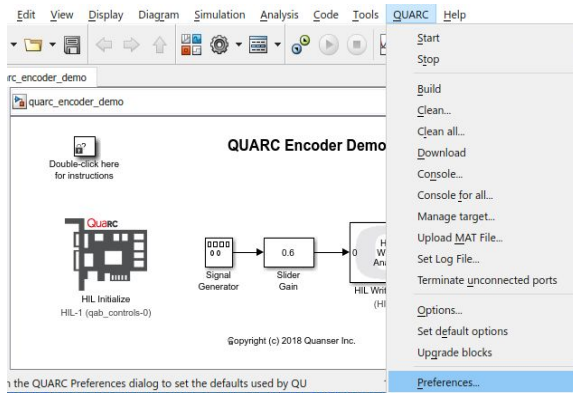 Edit View Display Diagram Simulation Analysis Code Tools QUARC Help
rc_encoder_demo
quarc_encoder_demo
QUARC Encoder Demo
Double-click here
for instructions
QUARC
HIL Initialize
HIL-1 (qab_controls-0)
Signal
Generator
0.6
Slider
Gain
0
H
W
An
HIL Writ
(HI
Copyright (c) 2018 Quanser Inc.
n the QUARC Preferences dialog to set the defaults used by QU
Start
Stop
Build
Clean...
Clean all...
Download
Console...
Console for all...
Manage target...
Upload MAT File...
Set Log File...
Terminate unconnected ports
Options...
Set default options
Upgrade blocks
Preferences...